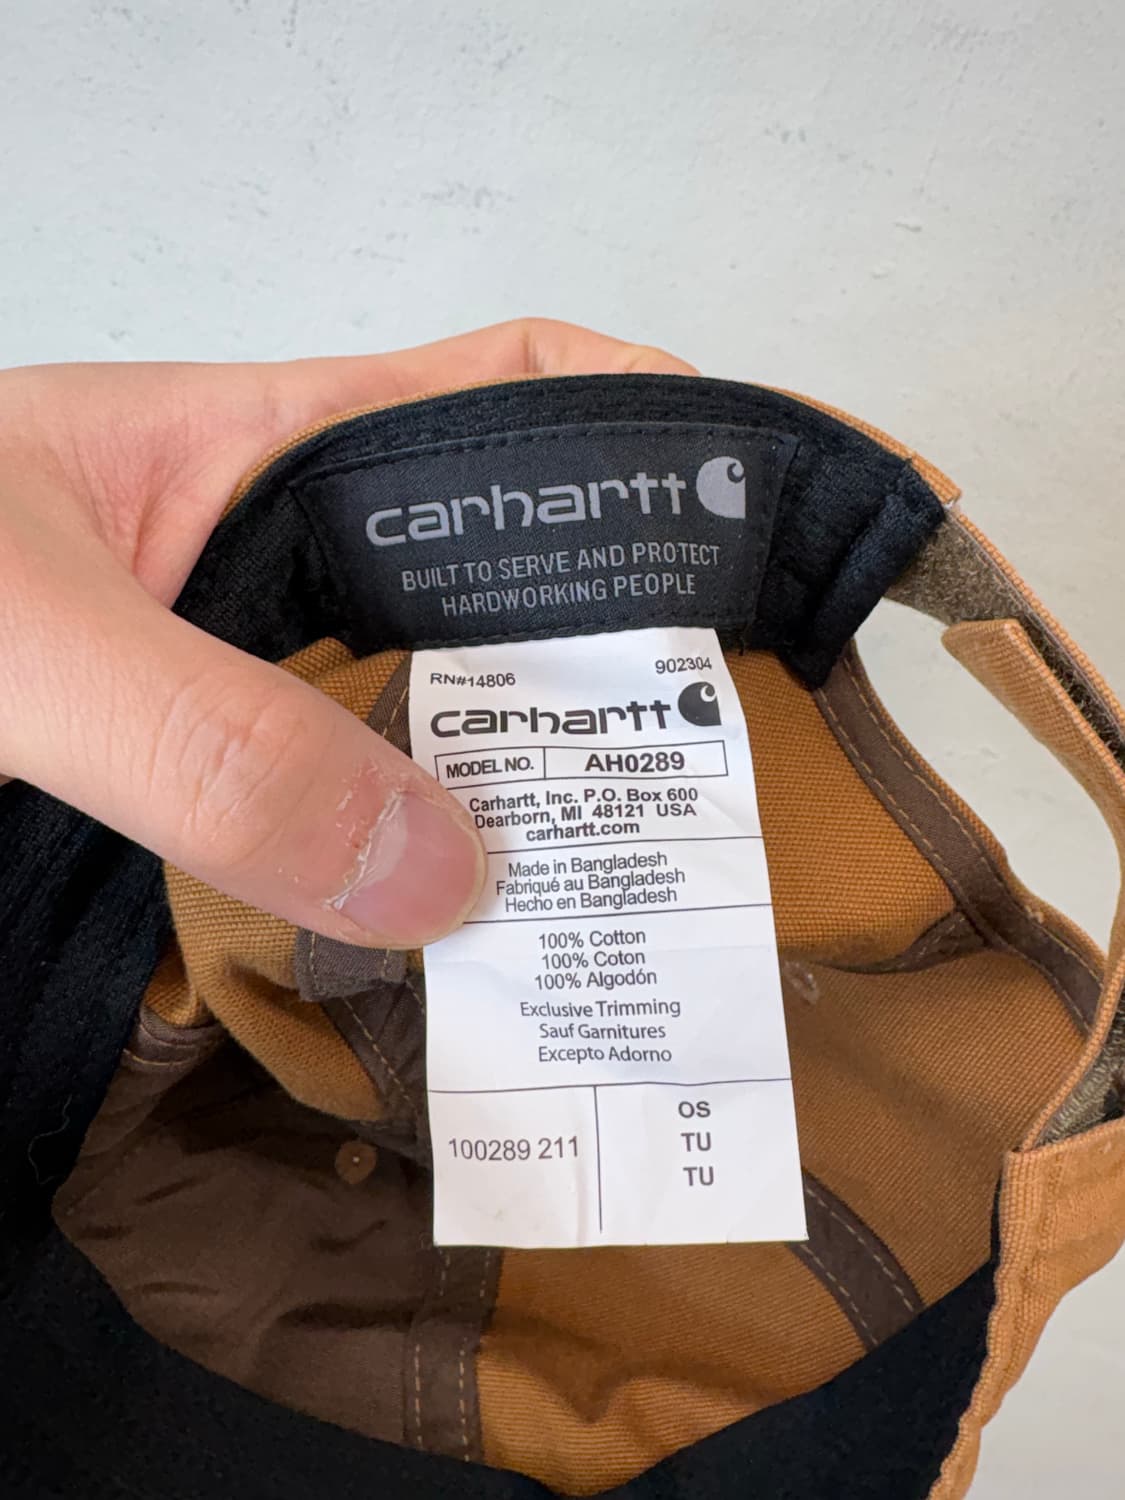 carhartt
BUILT TO SERVE AND PROTECT
HARDWORKING PEOPLE
RN#14806 902304
carhartt
MODEL NO. AH0289
Carhartt, Inc. P.O. Box 600
Dearborn, MI 48121 USA
carhartt.com
Made in Bangladesh
Fabriqué au Bangladesh
Hecho en Bangladesh
100% Cotton
100% Coton
100% Algodón
Exclusive Trimming
Sauf Garnitures
Excepto Adorno
100289 211
OS
TU
TU